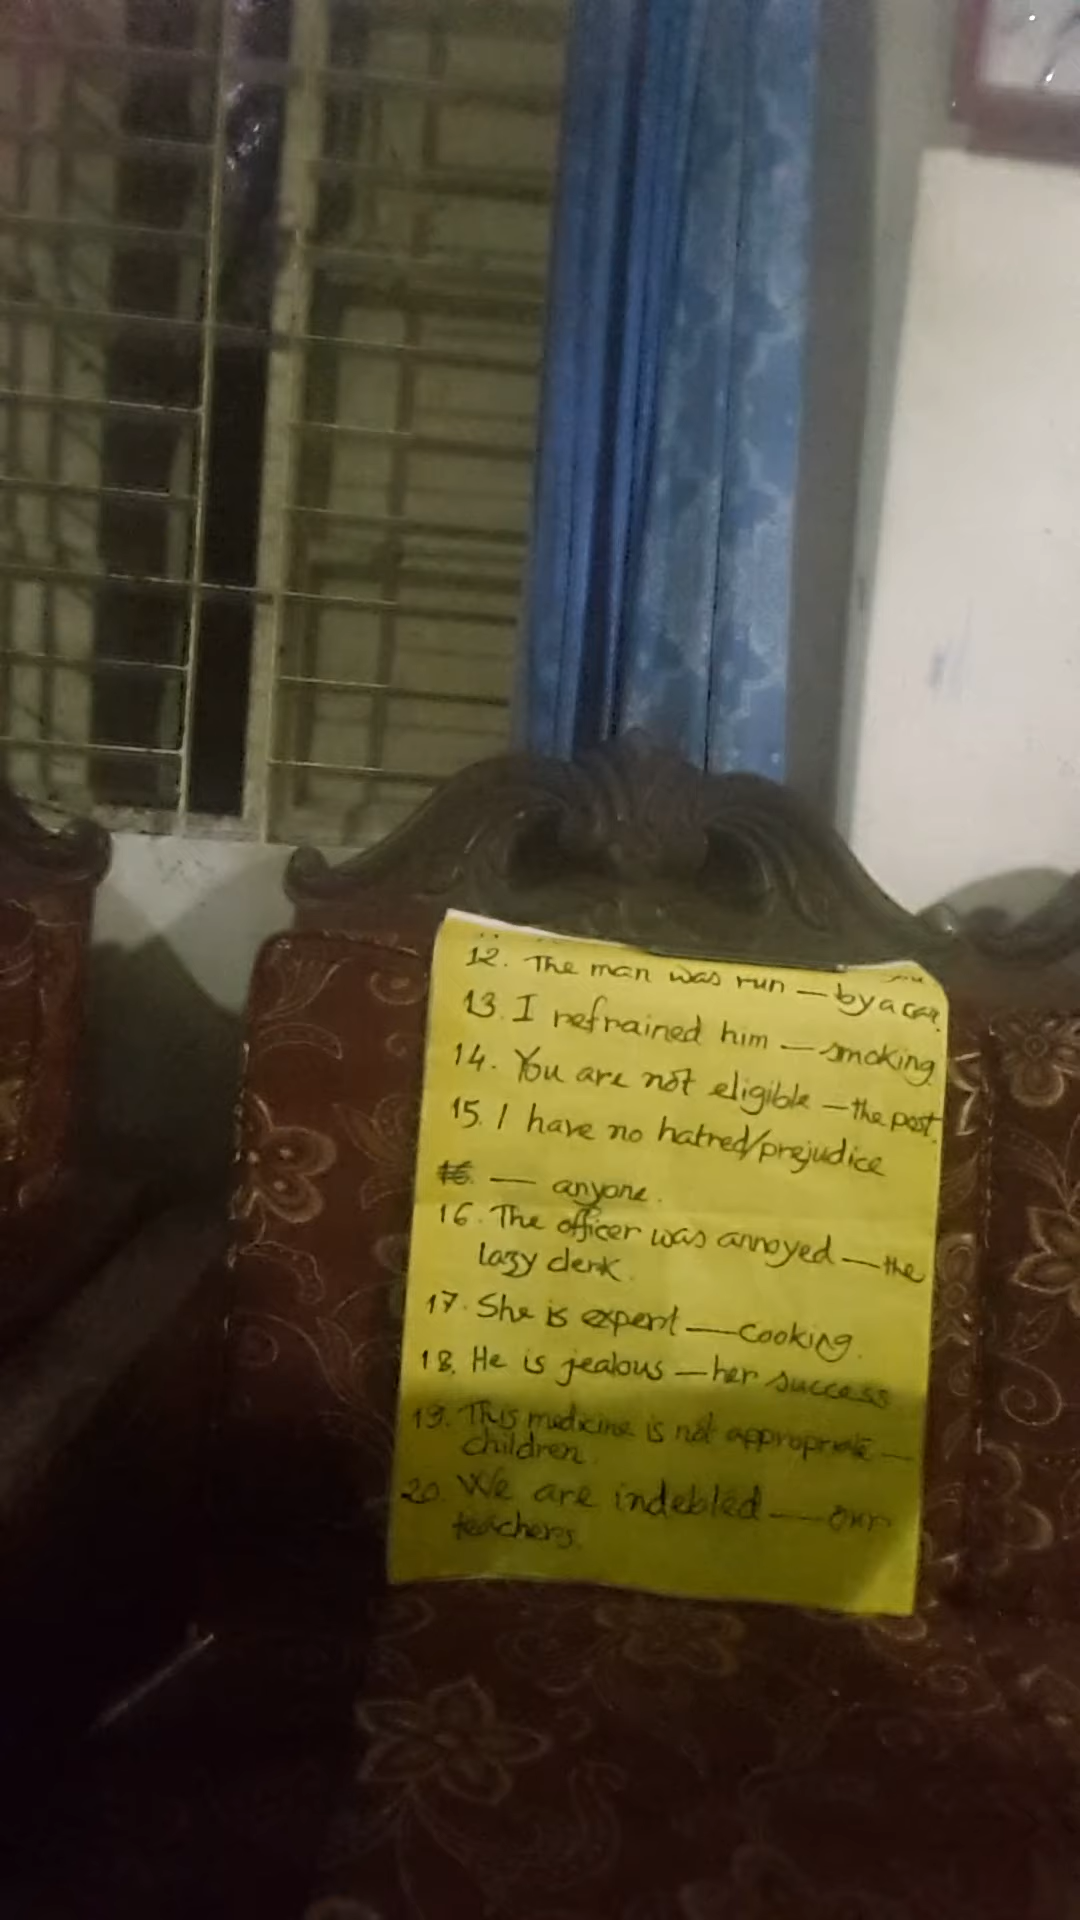 12. The man was run — by a car.
13. I refrained him — smoking
14. You are not eligible — the post.
15. I have no hatred/prejudice
— anyone.
16. The officer was annoyed — the
lazy clerk.
17. She is expert — cooking.
18. He is jealous — her success
19. This medicine is not appropriate —
children.
20. We are indebted — our
teachers.